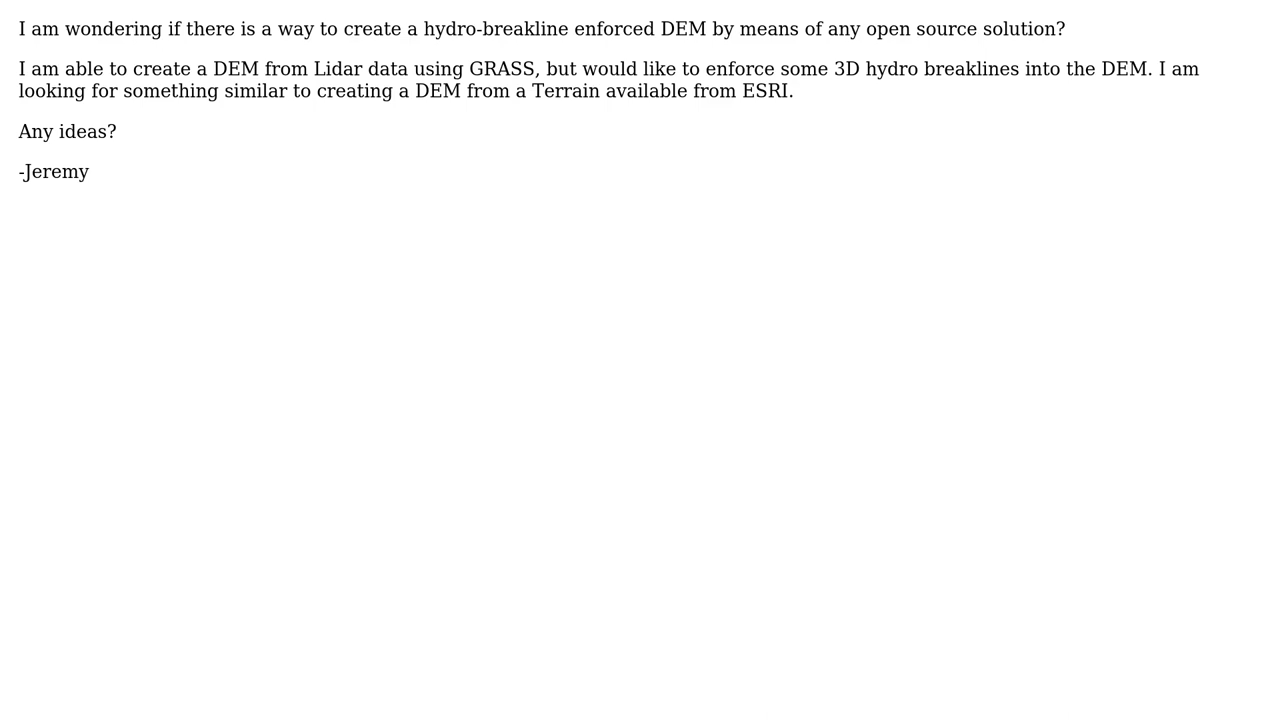 I am wondering if there is a way to create a hydro-breakline enforced DEM by means of any open source solution?
I am able to create a DEM from Lidar data using GRASS, but would like to enforce some 3D hydro breaklines into the DEM. I am
looking for something similar to creating a DEM from a Terrain available from ESRI.
Any ideas?
-Jeremy